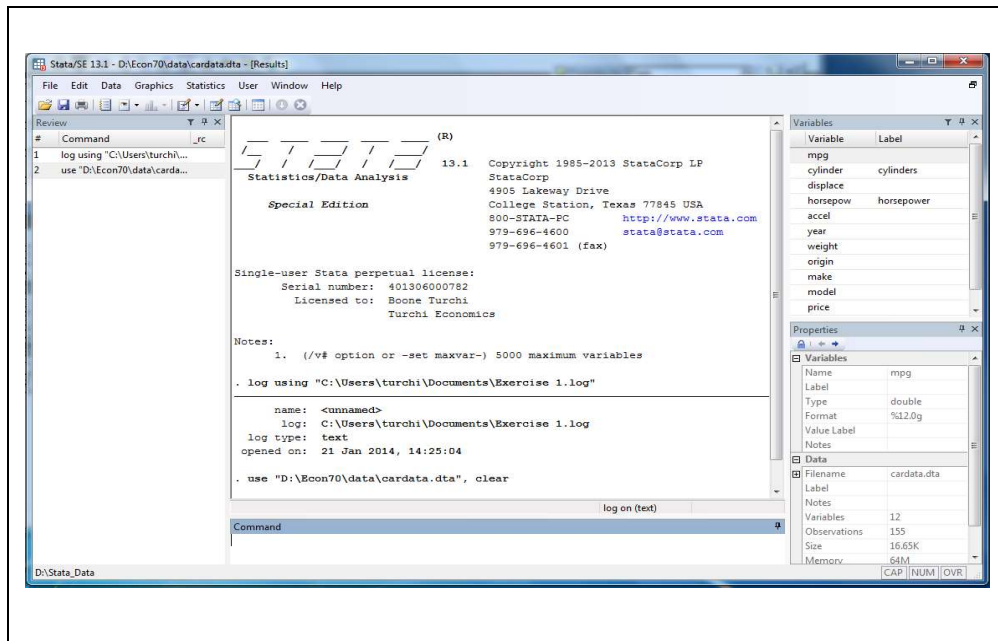 Stata/SE 13.1 - D:\Econ70\data\cardata.dta - [Results]
File Edit Data Graphics Statistics User Window Help
Review
# Command _rc
1 log using "C:\Users\turchi\...
2 use "D:\Econ70\data\carda...
(R)
STATA 13.1 Copyright 1985-2013 StataCorp LP
Statistics/Data Analysis StataCorp
4905 Lakeway Drive
Special Edition College Station, Texas 77845 USA
800-STATA-PC http://www.stata.com
979-696-4600 stata@stata.com
979-696-4601 (fax)
Single-user Stata perpetual license:
Serial number: 401306000782
Licensed to: Boone Turchi
Turchi Economics
Notes:
1. (/v# option or -set maxvar-) 5000 maximum variables
. log using "C:\Users\turchi\Documents\Exercise 1.log"
name: <unnamed>
log: C:\Users\turchi\Documents\Exercise 1.log
log type: text
opened on: 21 Jan 2014, 14:25:04
. use "D:\Econ70\data\cardata.dta", clear
log on (text)
Command
Variables
Variable Label
mpg
cylinder cylinders
displace
horsepow horsepower
accel
year
weight
origin
make
model
price
Properties
Variables
Name mpg
Label
Type double
Format %12.0g
Value Label
Notes
Data
Filename cardata.dta
Label
Notes
Variables 12
Observations 155
Size 16.65K
Memory 64M
D:\Stata_Data
CAP NUM OVR